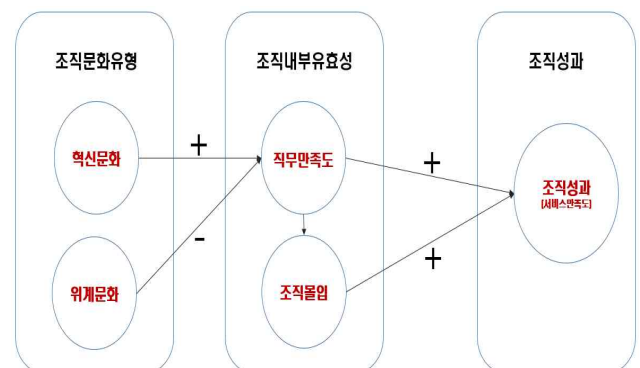 조직문화유형
조직내부유효성
조직성과
혁신문화
+
직무만족도
+
조직성과
[서비스만족도]
-
위계문화
조직몰입
+